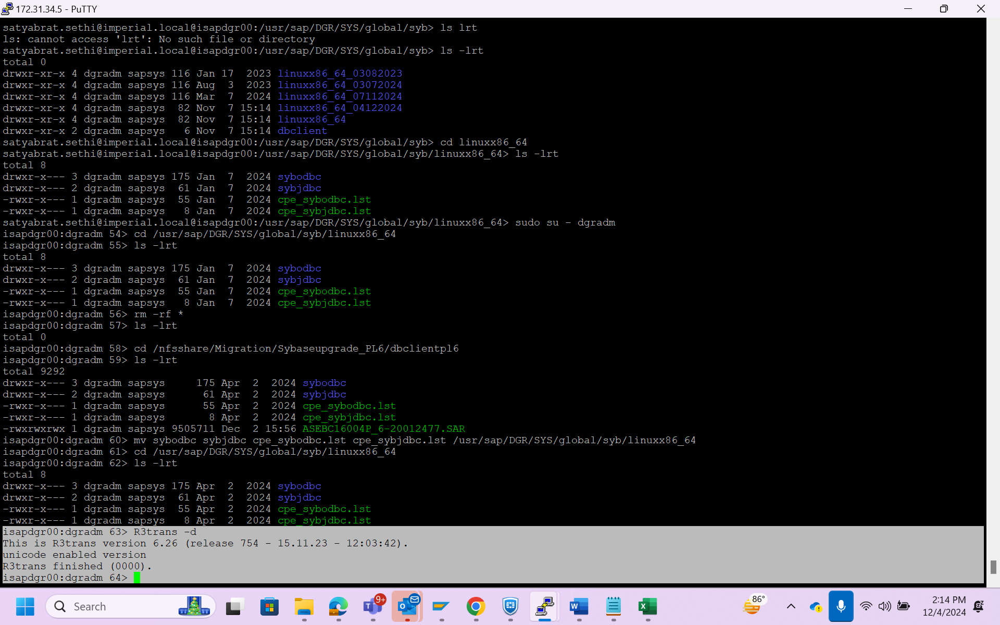 172.31.34.5 - PuTTY
satyabrat.sethi@imperial.local@isapdgr00:/usr/sap/DGR/SYS/global/syb> ls lrt
ls: cannot access 'lrt': No such file or directory
satyabrat.sethi@imperial.local@isapdgr00:/usr/sap/DGR/SYS/global/syb> ls -lrt
total 0
drwxr-xr-x 4 dgradm sapsys 116 Jan 17  2023 linuxx86_64_03082023
drwxr-xr-x 4 dgradm sapsys 116 Aug  3  2023 linuxx86_64_03072024
drwxr-xr-x 4 dgradm sapsys 116 Mar  7  2024 linuxx86_64_07112024
drwxr-xr-x 4 dgradm sapsys  82 Nov  7 15:14 linuxx86_64_04122024
drwxr-xr-x 4 dgradm sapsys  82 Nov  7 15:14 linuxx86_64
drwxr-xr-x 2 dgradm sapsys   6 Nov  7 15:14 dbclient
satyabrat.sethi@imperial.local@isapdgr00:/usr/sap/DGR/SYS/global/syb> cd linuxx86_64
satyabrat.sethi@imperial.local@isapdgr00:/usr/sap/DGR/SYS/global/syb/linuxx86_64> ls -lrt
total 8
drwxr-x--- 3 dgradm sapsys 175 Jan  7  2024 sybodbc
drwxr-x--- 2 dgradm sapsys  61 Jan  7  2024 sybjdbc
-rwxr-x--- 1 dgradm sapsys  55 Jan  7  2024 cpe_sybodbc.lst
-rwxr-x--- 1 dgradm sapsys   8 Jan  7  2024 cpe_sybjdbc.lst
satyabrat.sethi@imperial.local@isapdgr00:/usr/sap/DGR/SYS/global/syb/linuxx86_64> sudo su - dgradm
isapdgr00:dgradm 54> cd /usr/sap/DGR/SYS/global/syb/linuxx86_64
isapdgr00:dgradm 55> ls -lrt
total 8
drwxr-x--- 3 dgradm sapsys 175 Jan  7  2024 sybodbc
drwxr-x--- 2 dgradm sapsys  61 Jan  7  2024 sybjdbc
-rwxr-x--- 1 dgradm sapsys  55 Jan  7  2024 cpe_sybodbc.lst
-rwxr-x--- 1 dgradm sapsys   8 Jan  7  2024 cpe_sybjdbc.lst
isapdgr00:dgradm 56> rm -rf *
isapdgr00:dgradm 57> ls -lrt
total 0
isapdgr00:dgradm 58> cd /nfsshare/Migration/Sybaseupgrade_PL6/dbclientpl6
isapdgr00:dgradm 59> ls -lrt
total 9292
drwxr-x--- 3 dgradm sapsys     175 Apr  2  2024 sybodbc
drwxr-x--- 2 dgradm sapsys      61 Apr  2  2024 sybjdbc
-rwxr-x--- 1 dgradm sapsys      55 Apr  2  2024 cpe_sybodbc.lst
-rwxr-x--- 1 dgradm sapsys       8 Apr  2  2024 cpe_sybjdbc.lst
-rwxrwxrwx 1 dgradm sapsys 9505711 Dec  2 15:56 ASEBC16004P_6-20012477.SAR
isapdgr00:dgradm 60> mv sybodbc sybjdbc cpe_sybodbc.lst cpe_sybjdbc.lst /usr/sap/DGR/SYS/global/syb/linuxx86_64
isapdgr00:dgradm 61> cd /usr/sap/DGR/SYS/global/syb/linuxx86_64
isapdgr00:dgradm 62> ls -lrt
total 8
drwxr-x--- 3 dgradm sapsys 175 Apr  2  2024 sybodbc
drwxr-x--- 2 dgradm sapsys  61 Apr  2  2024 sybjdbc
-rwxr-x--- 1 dgradm sapsys  55 Apr  2  2024 cpe_sybodbc.lst
-rwxr-x--- 1 dgradm sapsys   8 Apr  2  2024 cpe_sybjdbc.lst
isapdgr00:dgradm 63> R3trans -d
This is R3trans version 6.26 (release 754 - 15.11.23 - 12:03:42).
unicode enabled version
R3trans finished (0000).
isapdgr00:dgradm 64>
Search
9+
86°
2:14 PM
12/4/2024